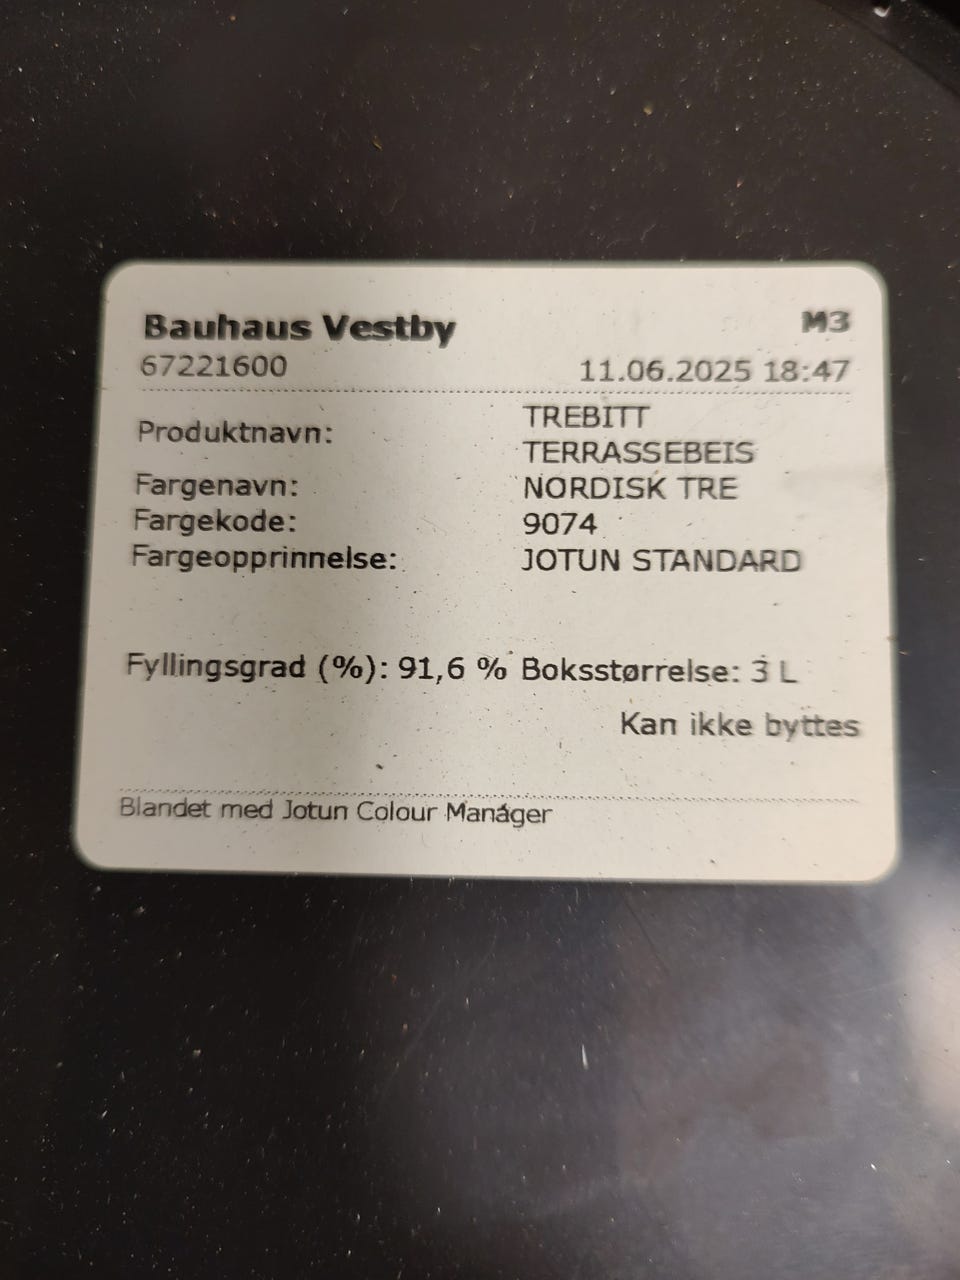 Bauhaus Vestby M3
67221600 11.06.2025 18:47
Produktnavn: TREBITT
TERRASSEBEIS
Fargenavn: NORDISK TRE
Fargekode: 9074
Fargeopprinnelse: JOTUN STANDARD
Fyllingsgrad (%): 91,6 % Boksstørrelse: 3 L
Kan ikke byttes
Blandet med Jotun Colour Manager